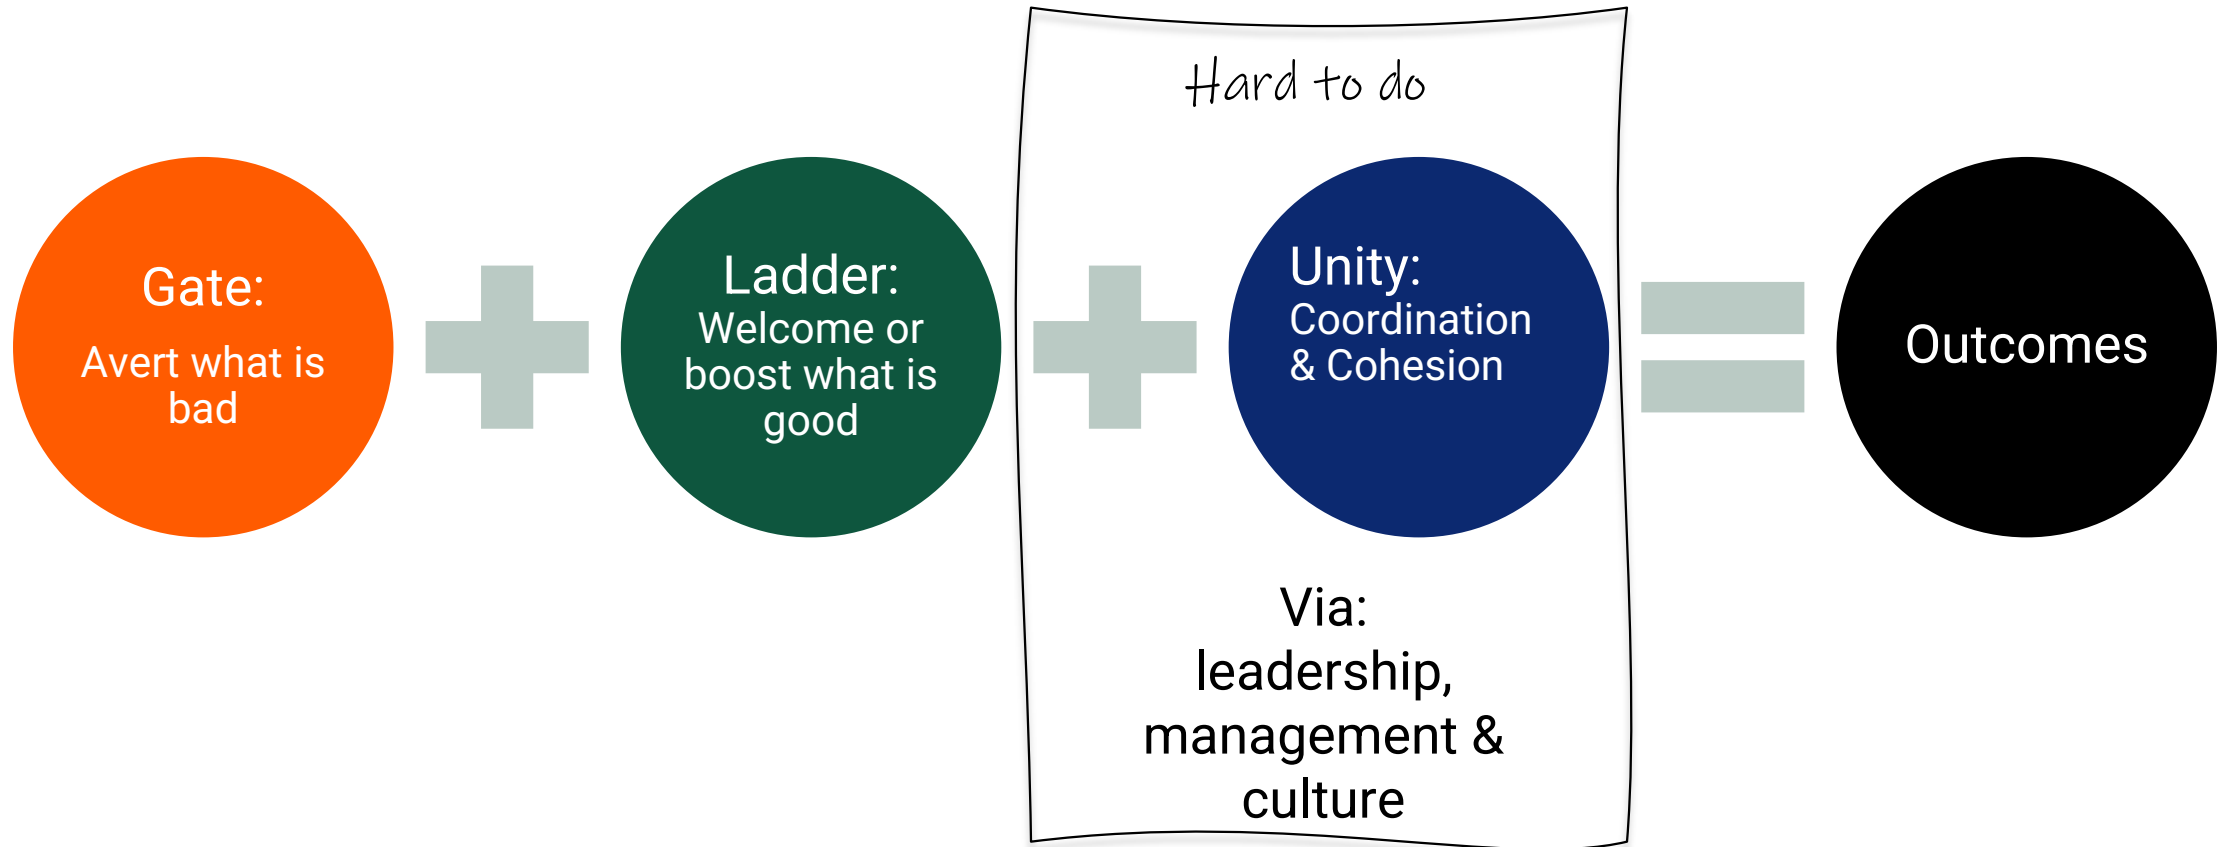 Hard to do
Gate:
Avert what is
bad
Ladder:
Welcome or
boost what is
good
Unity:
Coordination
& Cohesion
Outcomes
Via:
leadership,
management &
culture